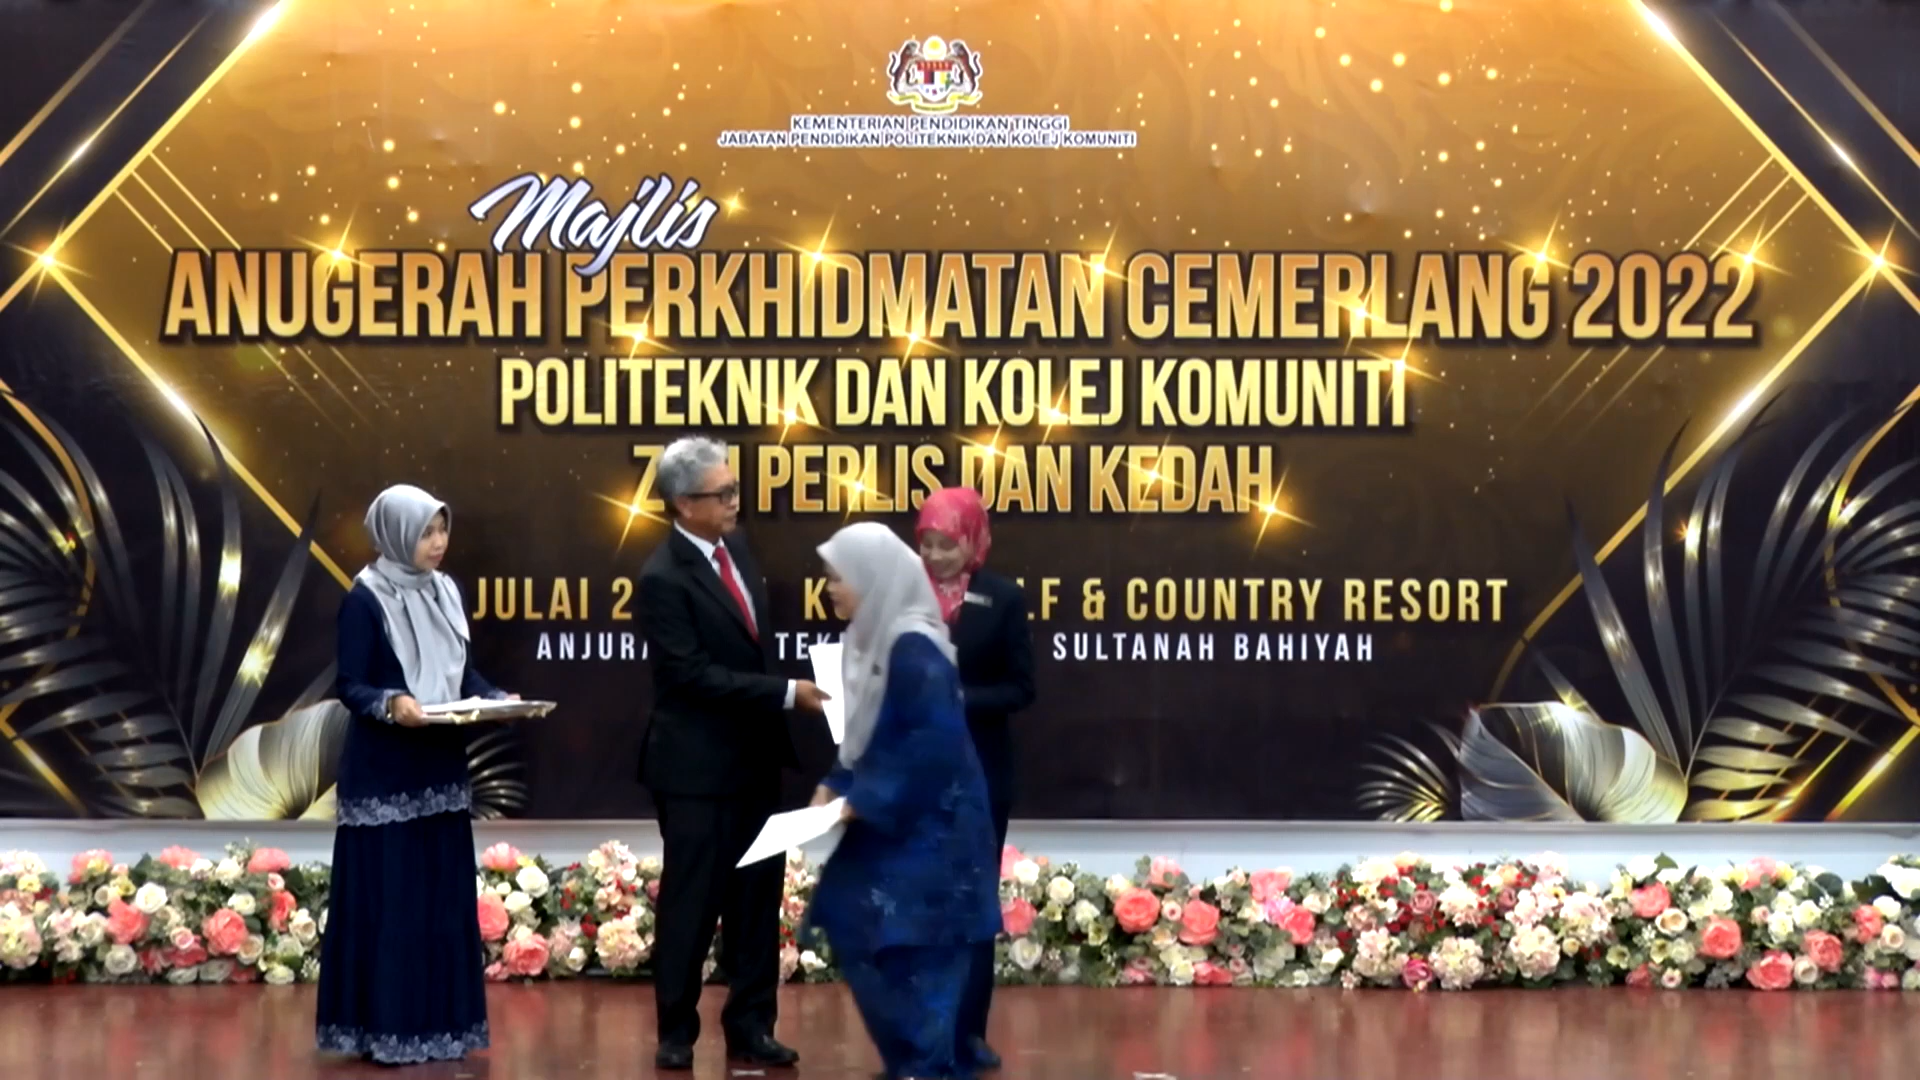 KEMENTERIAN PENDIDIKAN TINGGI
JABATAN PENDIDIKAN POLITEKNIK DAN KOLEJ KOMUNITI
Majlis
ANUGERAH PERKHIDMATAN CEMERLANG 2022
POLITEKNIK DAN KOLEJ KOMUNITI
PERLIS DAN KEDAH
JULAI & COUNTRY RESORT
SULTANAH BAHIYAH